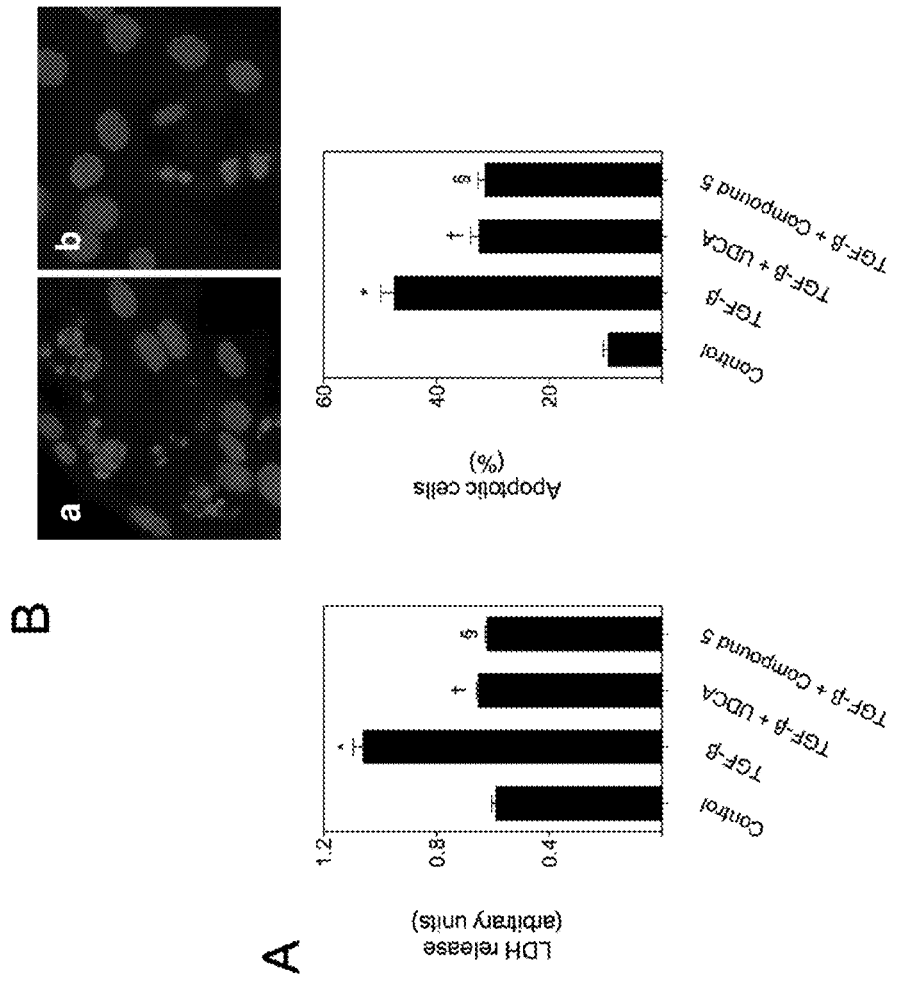 A
LDH release
(arbitrary units)
1.2
0.8
0.4
Control
TGF-β
TGF-β + UDCA
TGF-β + Compound 5
*
†
§
B
a
b
Apoptotic cells
(%)
60
40
20
Control
TGF-β
TGF-β + UDCA
TGF-β + Compound 5
*
†
§